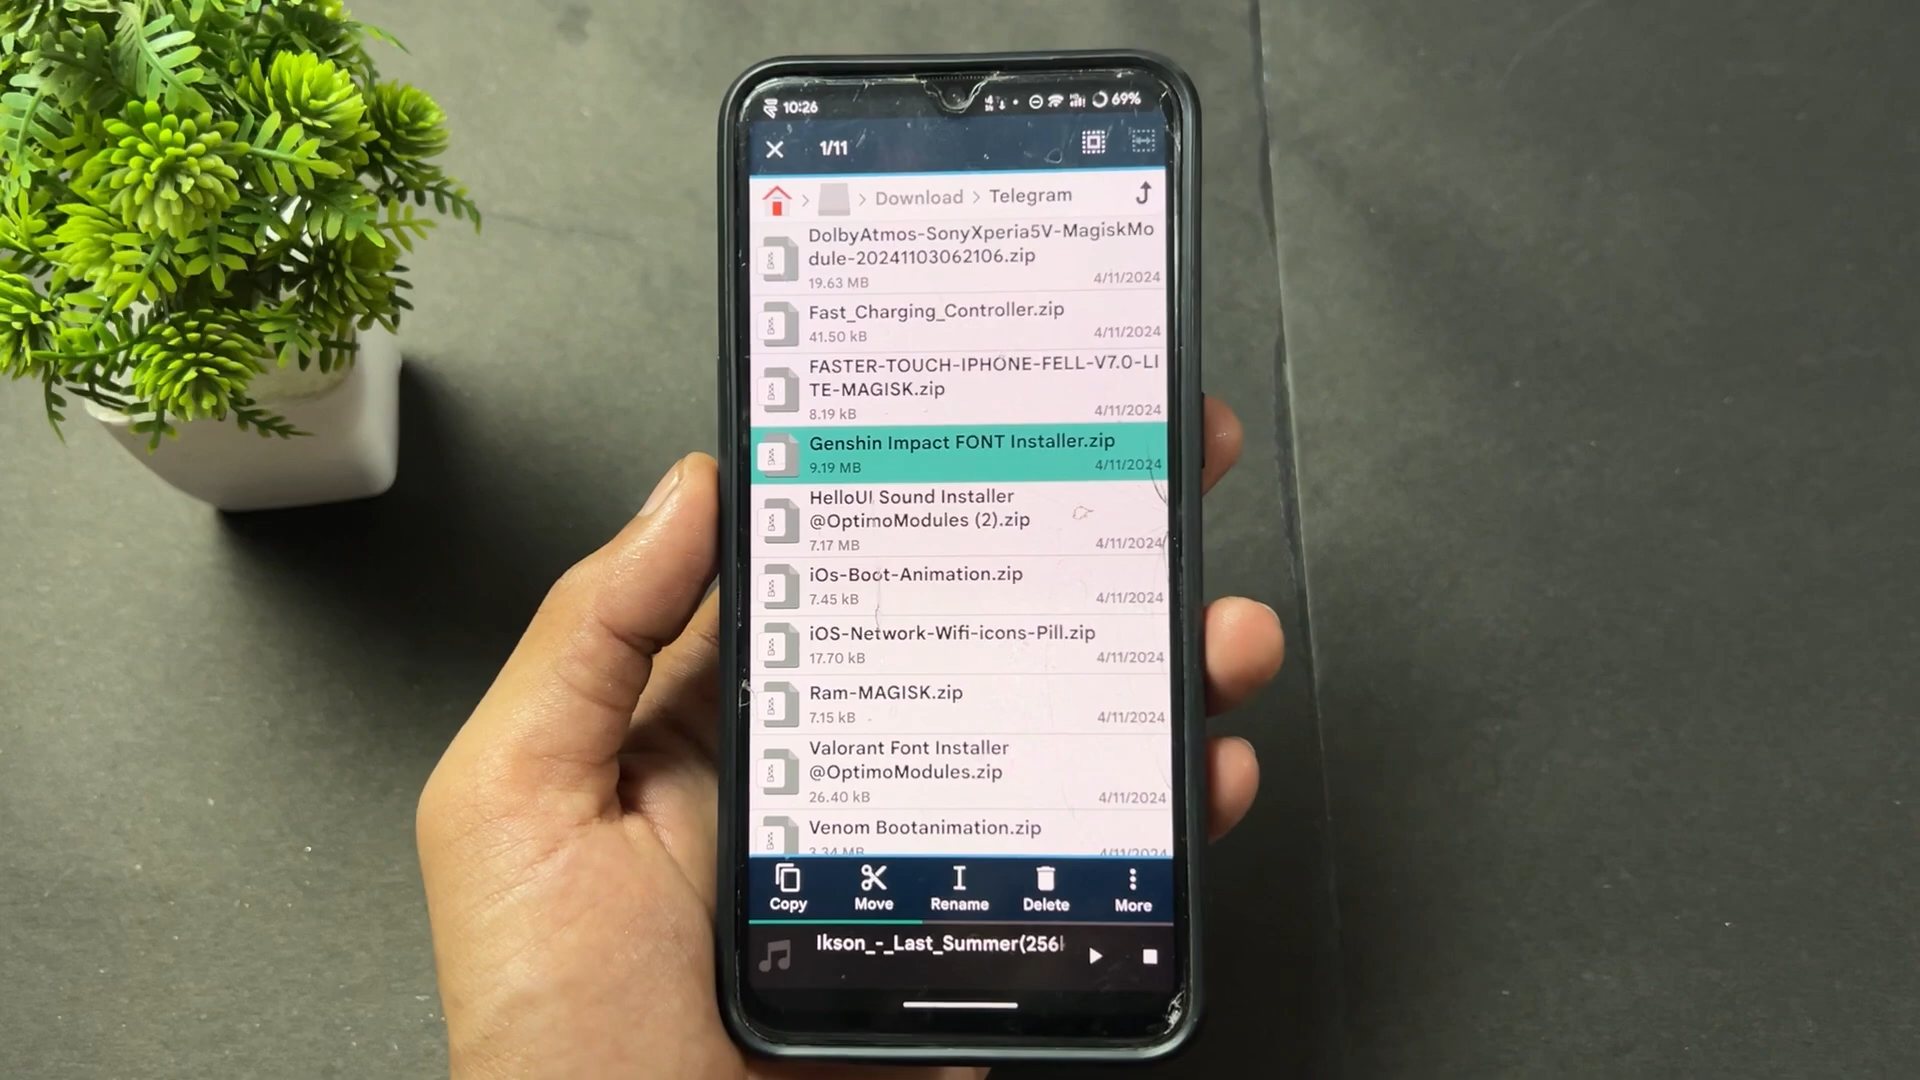 10:26
69%
1/11
Download
Telegram
DolbyAtmos-SonyXperia5V-MagiskMo
dule-20241103062106.zip
19.63 MB
4/11/2024
Fast_Charging_Controller.zip
41.50 kB
4/11/2024
FASTER-TOUCH-IPHONE-FELL-V7.0-LI
TE-MAGISK.zip
8.19 kB
4/11/2024
Genshin Impact FONT Installer.zip
9.19 MB
4/11/2024
HelloUI Sound Installer
@OptimoModules (2).zip
7.17 MB
4/11/2024
iOs-Boot-Animation.zip
7.45 kB
4/11/2024
iOS-Network-Wifi-icons-Pill.zip
17.70 kB
4/11/2024
Ram-MAGISK.zip
7.15 kB
4/11/2024
Valorant Font Installer
@OptimoModules.zip
26.40 kB
4/11/2024
Venom Bootanimation.zip
3.34 MB
4/11/2024
Copy
Move
Rename
Delete
More
Ikson_-_Last_Summer(256